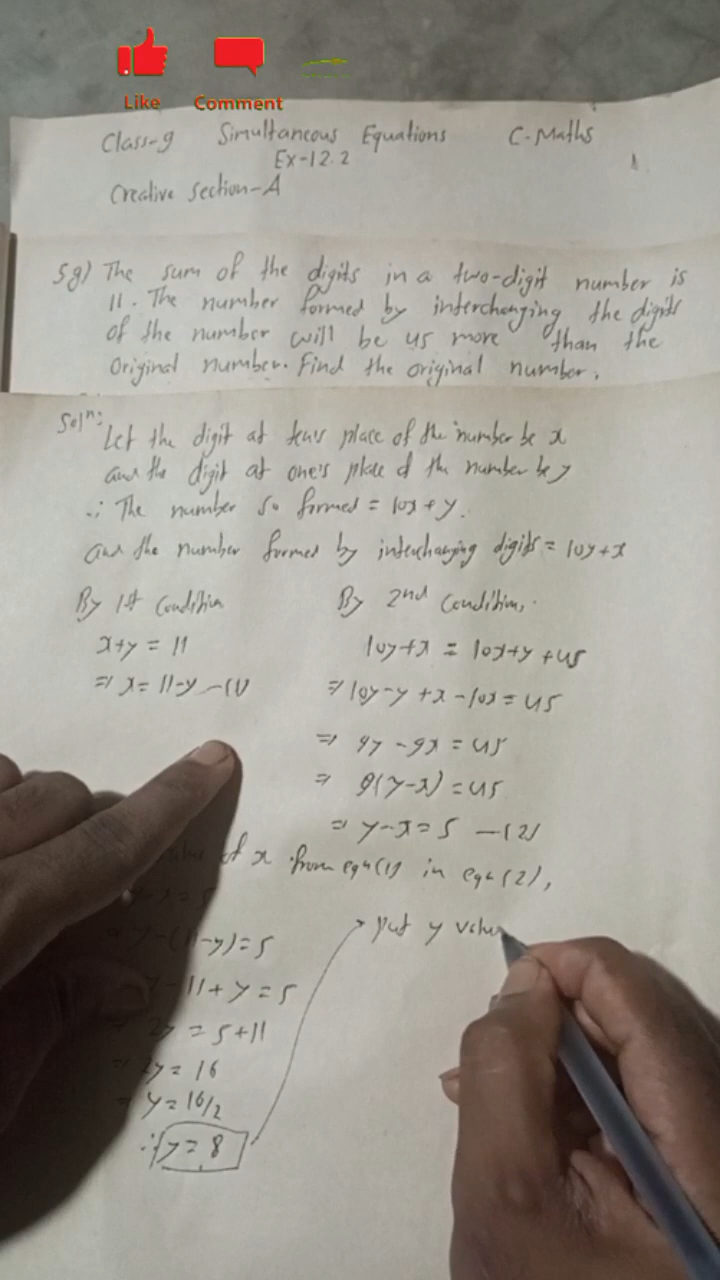 Like Comment
Class-9 Simultaneous Equations C.Maths
Ex-12.2
Creative section-A
5g) The sum of the digits in a two-digit number is
11. The number formed by interchanging the digits
of the number will be 45 more than the
Original number. Find the original number.
Solⁿ:
Let the digit at ten's place of the number be x
and the digit at one's place of the number be y
∴ The number so formed = 10x + y.
and the number formed by interchanging digits = 10y+x
By 1st Condition
x+y = 11
⇒ x = 11-y -(1)
By 2nd Condition,
10y+x = 10x+y +45
⇒ 10y-y +x-10x = 45
⇒ 9y - 9x = 45
⇒ 9(y-x) = 45
⇒ y-x = 5 -(2)
of x from eqn(1) in eqn(2),
-x = 5
-(11-y) = 5
-11 + y = 5
2y = 5+11
2y = 16
y = 16/2
∴ y = 8
Put y